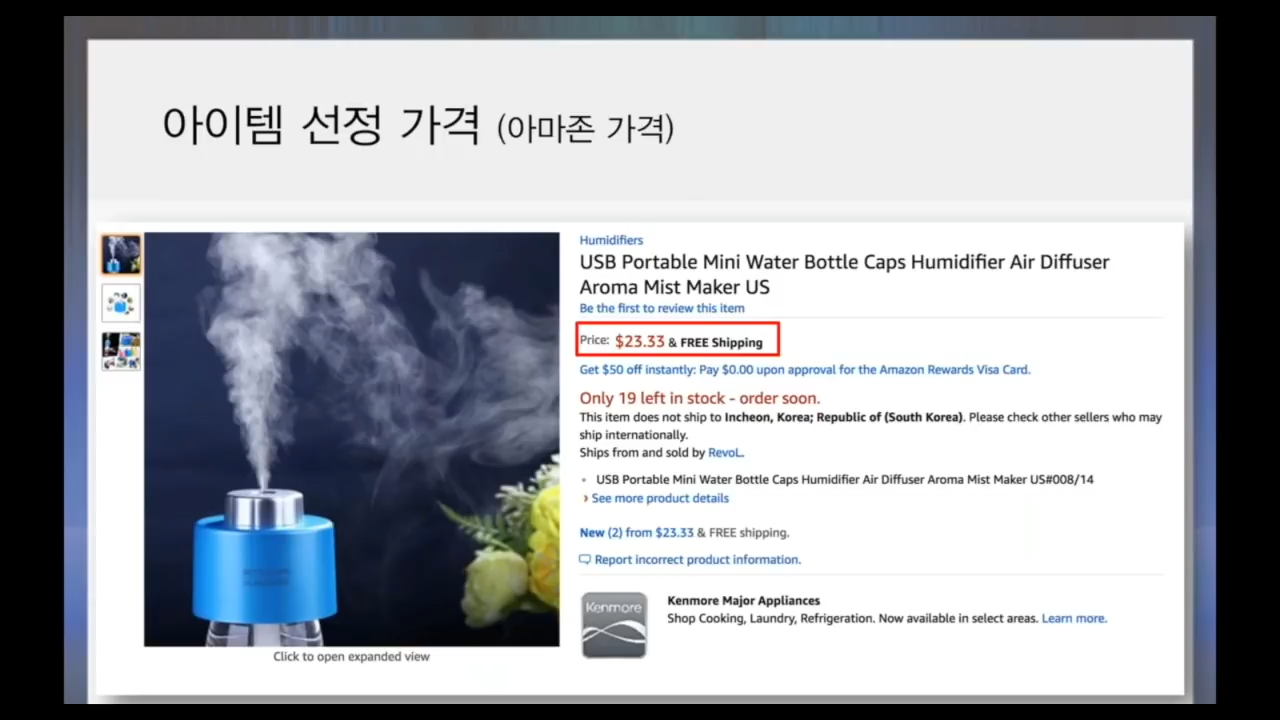 아이템 선정 가격 (아마존 가격)
Humidifiers
USB Portable Mini Water Bottle Caps Humidifier Air Diffuser
Aroma Mist Maker US
Be the first to review this item
Price: $23.33 & FREE Shipping
Get $50 off instantly: Pay $0.00 upon approval for the Amazon Rewards Visa Card.
Only 19 left in stock - order soon.
This item does not ship to Incheon, Korea; Republic of (South Korea). Please check other sellers who may
ship internationally.
Ships from and sold by RevoL.
• USB Portable Mini Water Bottle Caps Humidifier Air Diffuser Aroma Mist Maker US#008/14
› See more product details
New (2) from $23.33 & FREE shipping.
Report incorrect product information.
Kenmore
Kenmore Major Appliances
Shop Cooking, Laundry, Refrigeration. Now available in select areas. Learn more.
Click to open expanded view